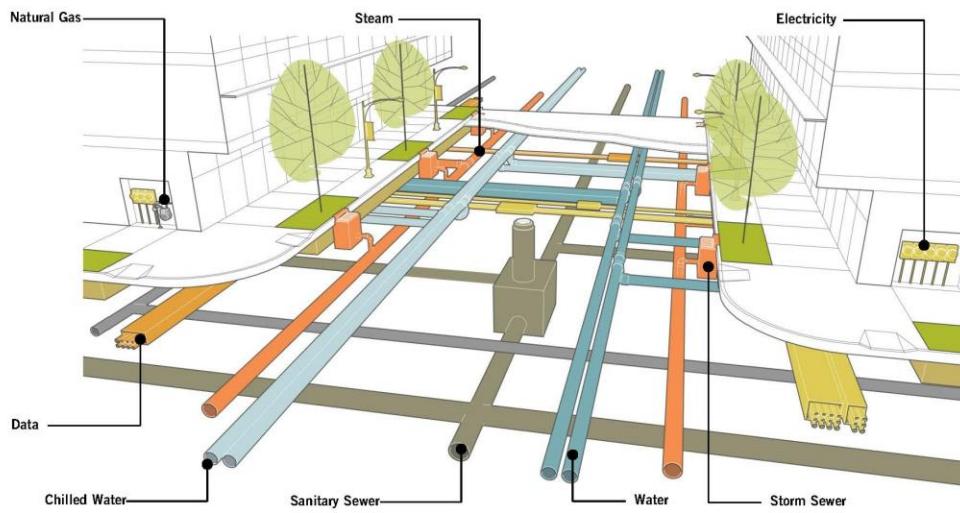 Natural Gas
Steam
Electricity
Data
Chilled Water
Sanitary Sewer
Water
Storm Sewer